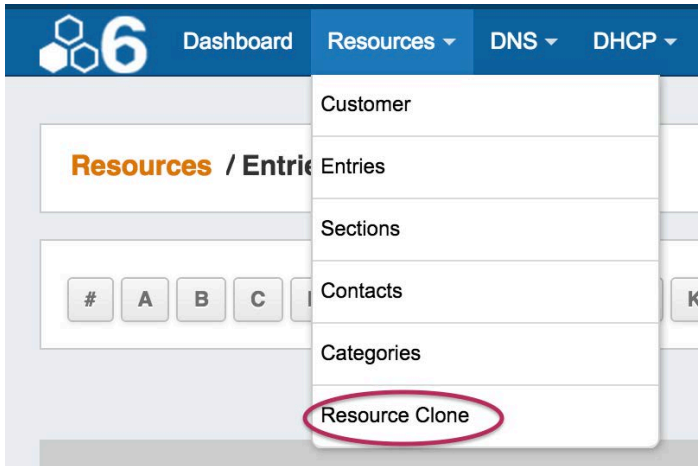 6 Dashboard Resources DNS DHCP
Customer
Resources / Entrie
Entries
Sections
# A B C K
Contacts
Categories
Resource Clone